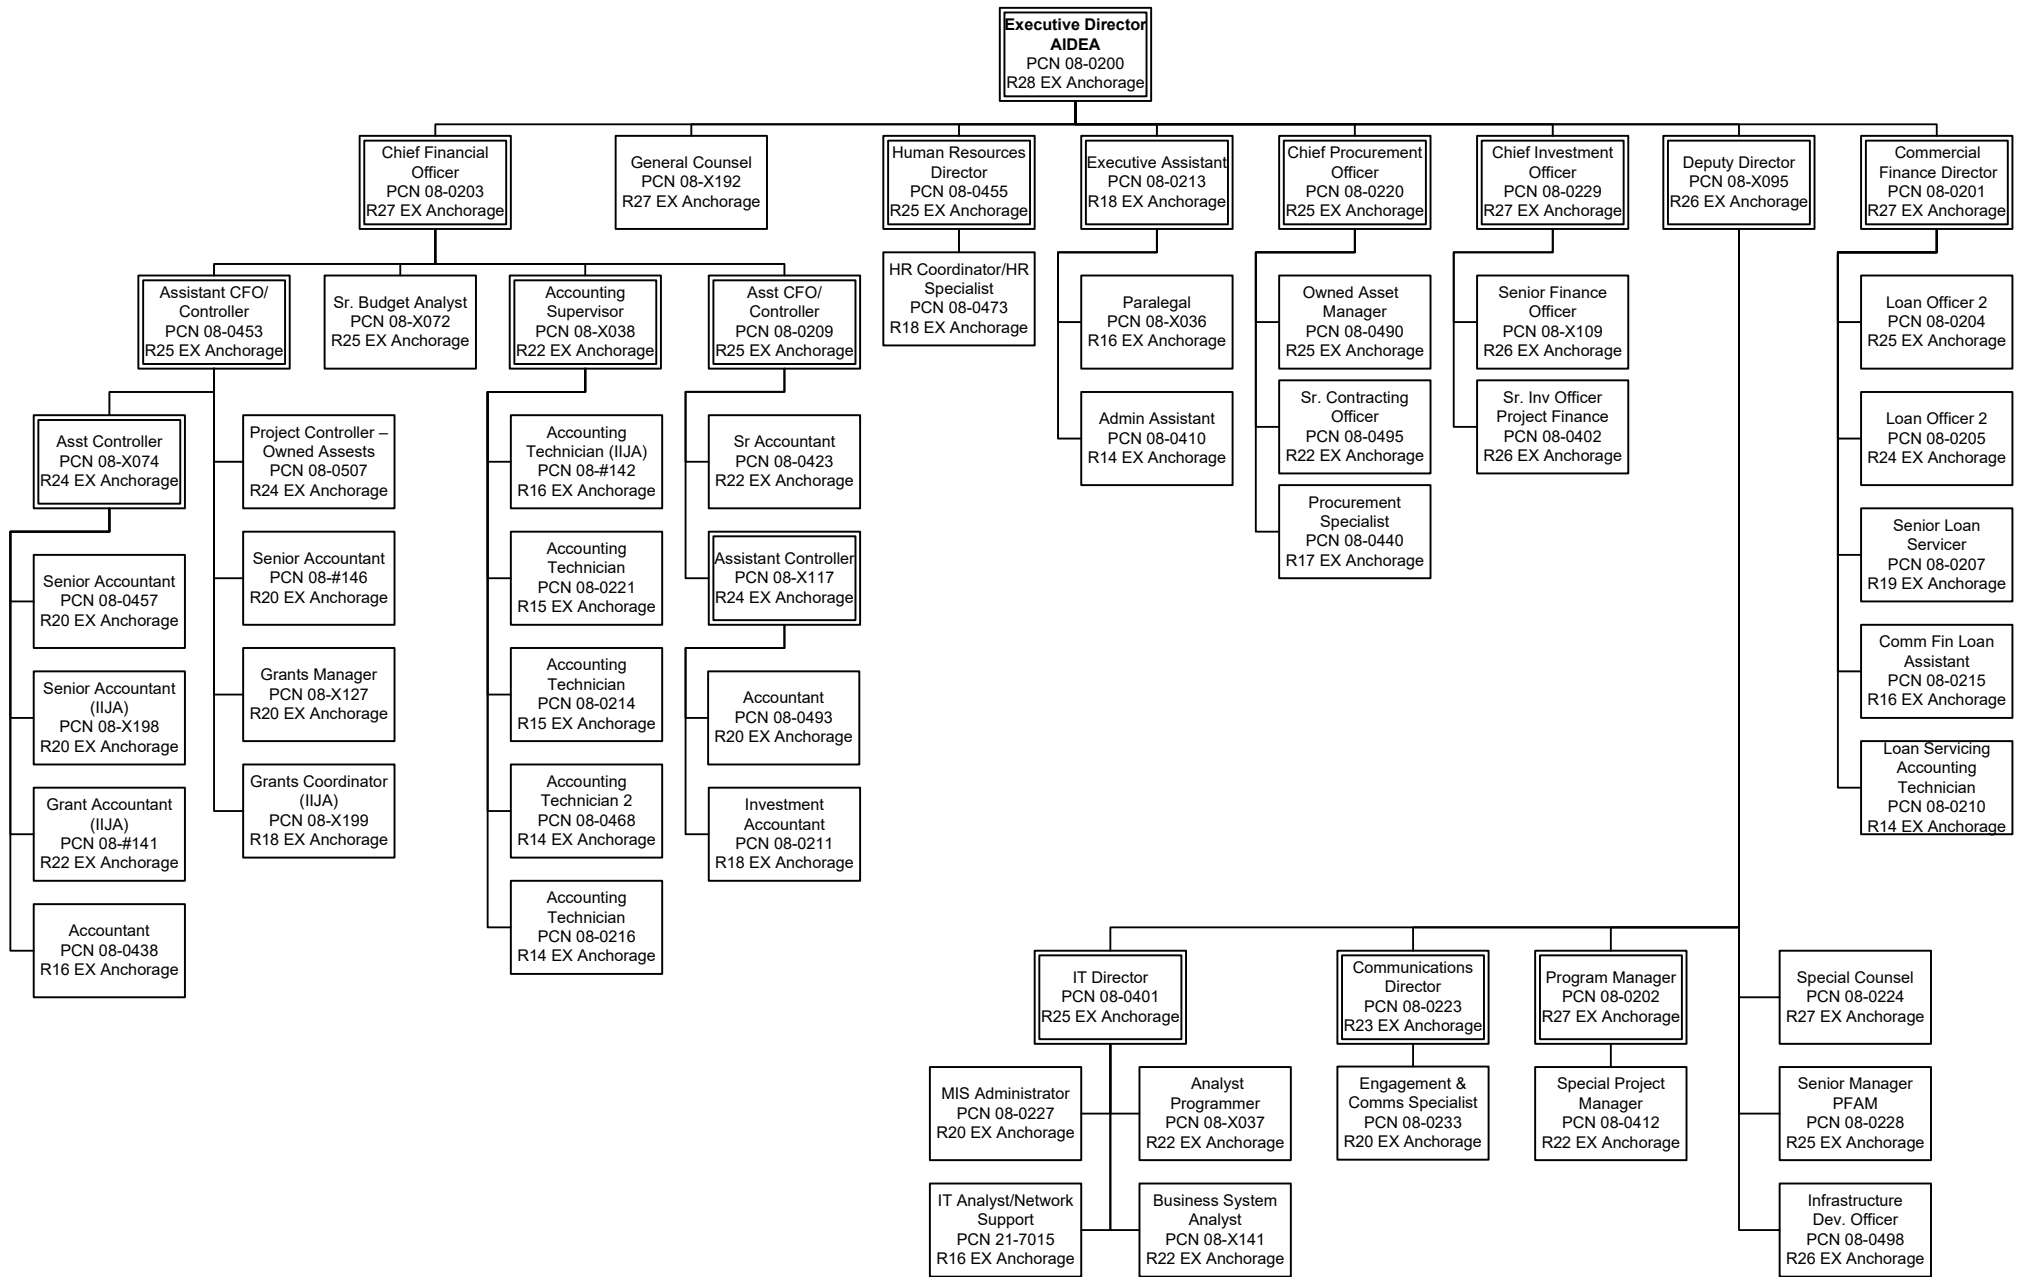 Executive Director
AIDEA
PCN 08-0200
R28 EX Anchorage
Chief Financial
Officer
PCN 08-0203
R27 EX Anchorage
General Counsel
PCN 08-X192
R27 EX Anchorage
Human Resources
Director
PCN 08-0455
R25 EX Anchorage
Executive Assistant
PCN 08-0213
R18 EX Anchorage
Chief Procurement
Officer
PCN 08-0220
R25 EX Anchorage
Chief Investment
Officer
PCN 08-0229
R27 EX Anchorage
Deputy Director
PCN 08-X095
R26 EX Anchorage
Commercial
Finance Director
PCN 08-0201
R27 EX Anchorage
Assistant CFO/
Controller
PCN 08-0453
R25 EX Anchorage
Sr. Budget Analyst
PCN 08-X072
R25 EX Anchorage
Accounting
Supervisor
PCN 08-X038
R22 EX Anchorage
Asst CFO/
Controller
PCN 08-0209
R25 EX Anchorage
HR Coordinator/HR
Specialist
PCN 08-0473
R18 EX Anchorage
Paralegal
PCN 08-X036
R16 EX Anchorage
Owned Asset
Manager
PCN 08-0490
R25 EX Anchorage
Senior Finance
Officer
PCN 08-X109
R26 EX Anchorage
Loan Officer 2
PCN 08-0204
R25 EX Anchorage
Asst Controller
PCN 08-X074
R24 EX Anchorage
Project Controller –
Owned Assests
PCN 08-0507
R24 EX Anchorage
Accounting
Technician (IIJA)
PCN 08-#142
R16 EX Anchorage
Sr Accountant
PCN 08-0423
R22 EX Anchorage
Admin Assistant
PCN 08-0410
R14 EX Anchorage
Sr. Contracting
Officer
PCN 08-0495
R22 EX Anchorage
Sr. Inv Officer
Project Finance
PCN 08-0402
R26 EX Anchorage
Loan Officer 2
PCN 08-0205
R24 EX Anchorage
Procurement
Specialist
PCN 08-0440
R17 EX Anchorage
Senior Accountant
PCN 08-0457
R20 EX Anchorage
Senior Accountant
PCN 08-#146
R20 EX Anchorage
Accounting
Technician
PCN 08-0221
R15 EX Anchorage
Assistant Controller
PCN 08-X117
R24 EX Anchorage
Senior Loan
Servicer
PCN 08-0207
R19 EX Anchorage
Senior Accountant
(IIJA)
PCN 08-X198
R20 EX Anchorage
Grants Manager
PCN 08-X127
R20 EX Anchorage
Accounting
Technician
PCN 08-0214
R15 EX Anchorage
Accountant
PCN 08-0493
R20 EX Anchorage
Comm Fin Loan
Assistant
PCN 08-0215
R16 EX Anchorage
Grant Accountant
(IIJA)
PCN 08-#141
R22 EX Anchorage
Grants Coordinator
(IIJA)
PCN 08-X199
R18 EX Anchorage
Accounting
Technician 2
PCN 08-0468
R14 EX Anchorage
Investment
Accountant
PCN 08-0211
R18 EX Anchorage
Loan Servicing
Accounting
Technician
PCN 08-0210
R14 EX Anchorage
Accountant
PCN 08-0438
R16 EX Anchorage
Accounting
Technician
PCN 08-0216
R14 EX Anchorage
IT Director
PCN 08-0401
R25 EX Anchorage
Communications
Director
PCN 08-0223
R23 EX Anchorage
Program Manager
PCN 08-0202
R27 EX Anchorage
Special Counsel
PCN 08-0224
R27 EX Anchorage
MIS Administrator
PCN 08-0227
R20 EX Anchorage
Analyst
Programmer
PCN 08-X037
R22 EX Anchorage
Engagement &
Comms Specialist
PCN 08-0233
R20 EX Anchorage
Special Project
Manager
PCN 08-0412
R22 EX Anchorage
Senior Manager
PFAM
PCN 08-0228
R25 EX Anchorage
IT Analyst/Network
Support
PCN 21-7015
R16 EX Anchorage
Business System
Analyst
PCN 08-X141
R22 EX Anchorage
Infrastructure
Dev. Officer
PCN 08-0498
R26 EX Anchorage